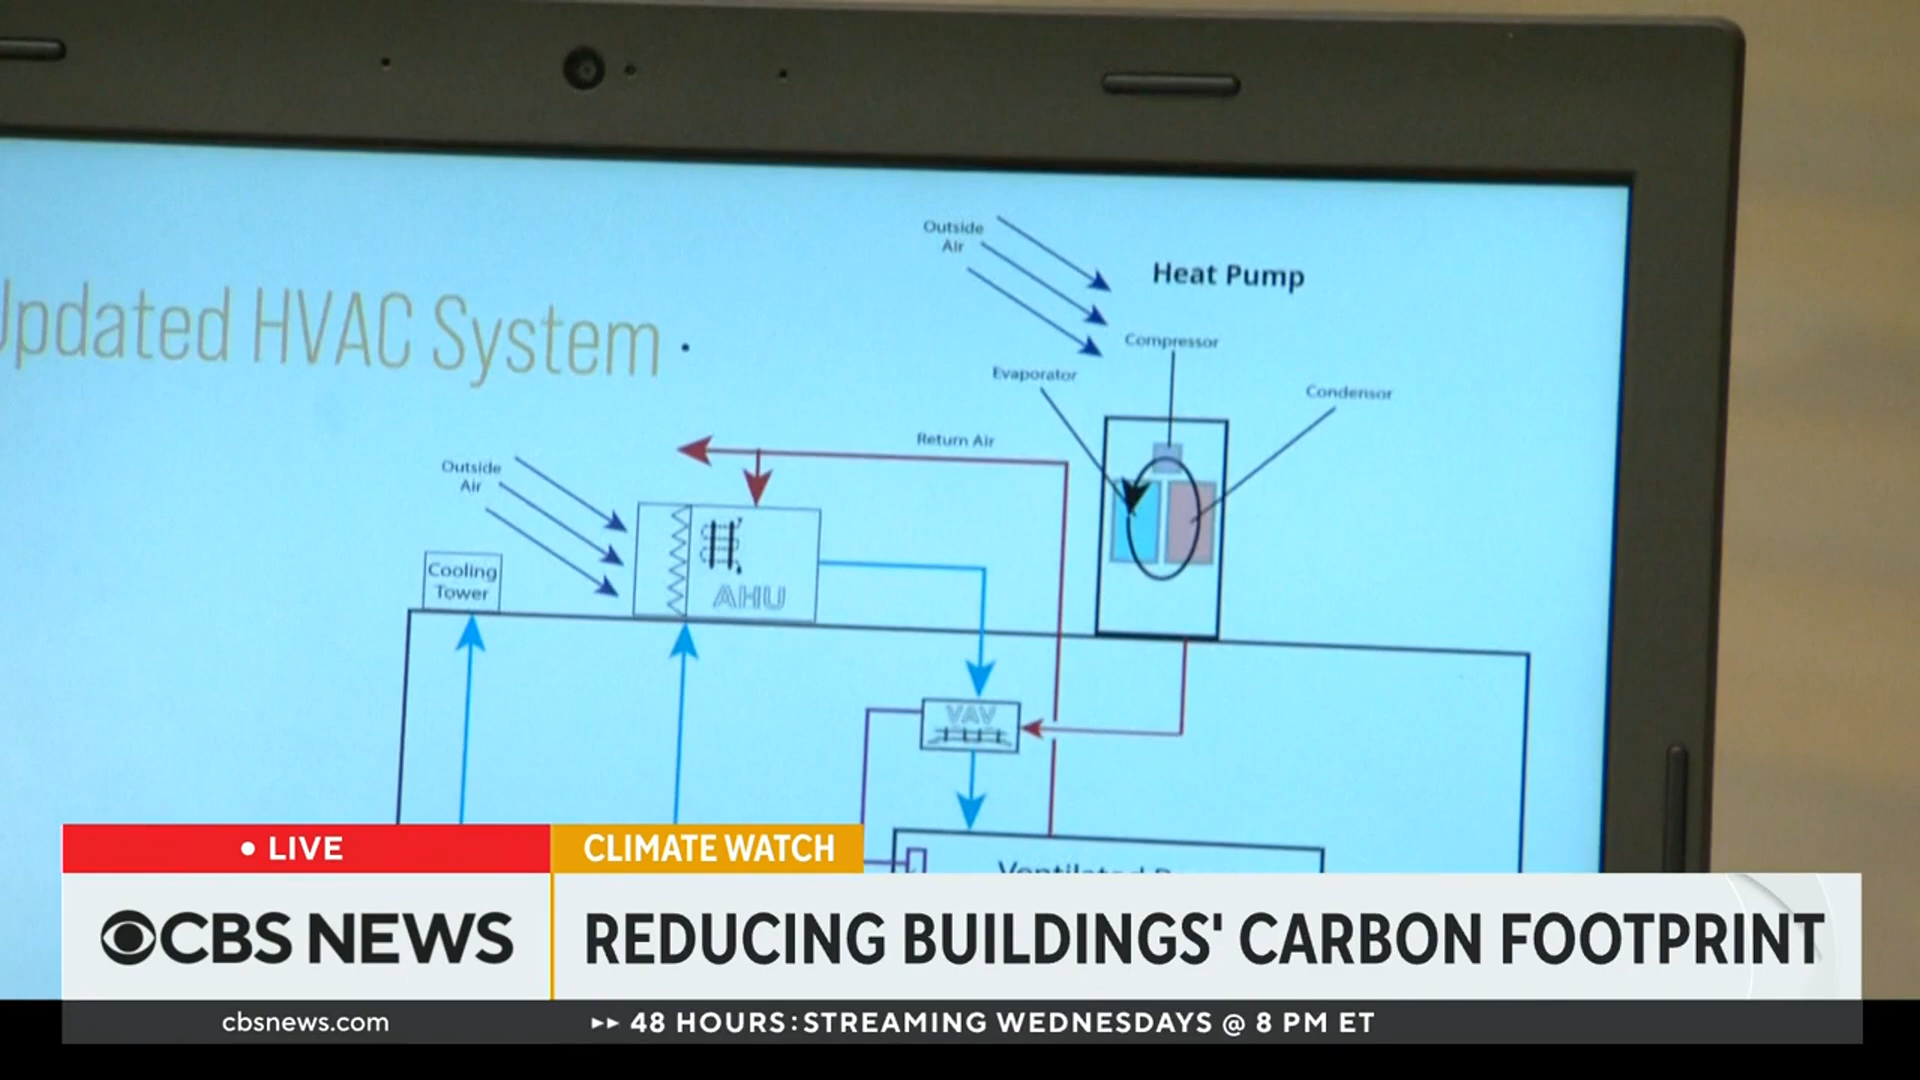 Outside
Air
Heat Pump
Updated HVAC System
Compressor
Evaporator
Condensor
Return Air
Outside
Air
Cooling
Tower
AHU
VAV
Ventilated
• LIVE
CLIMATE WATCH
CBS NEWS
REDUCING BUILDINGS' CARBON FOOTPRINT
cbsnews.com
48 HOURS: STREAMING WEDNESDAYS @ 8 PM ET